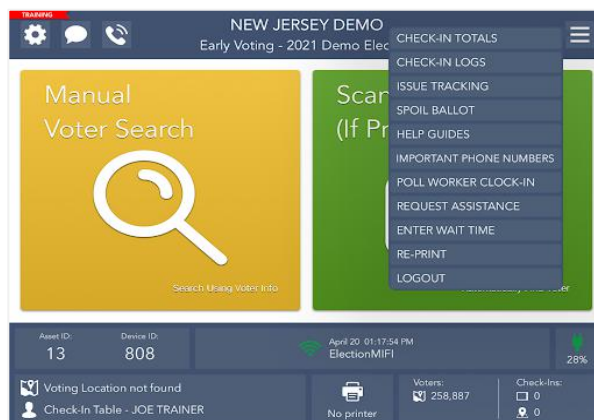 TRAINING
NEW JERSEY DEMO
Early Voting - 2021 Demo Elec
CHECK-IN TOTALS
CHECK-IN LOGS
ISSUE TRACKING
SPOIL BALLOT
HELP GUIDES
IMPORTANT PHONE NUMBERS
POLL WORKER CLOCK-IN
REQUEST ASSISTANCE
ENTER WAIT TIME
RE-PRINT
LOGOUT
Manual
Voter Search
Search Using Voter Info
Scan
(If Pr
Asset ID:
13
Device ID:
808
April 20 01:17:54 PM
ElectionMIFI
28%
Voting Location not found
Check-In Table - JOE TRAINER
No printer
Voters:
258,887
Check-Ins:
0
0